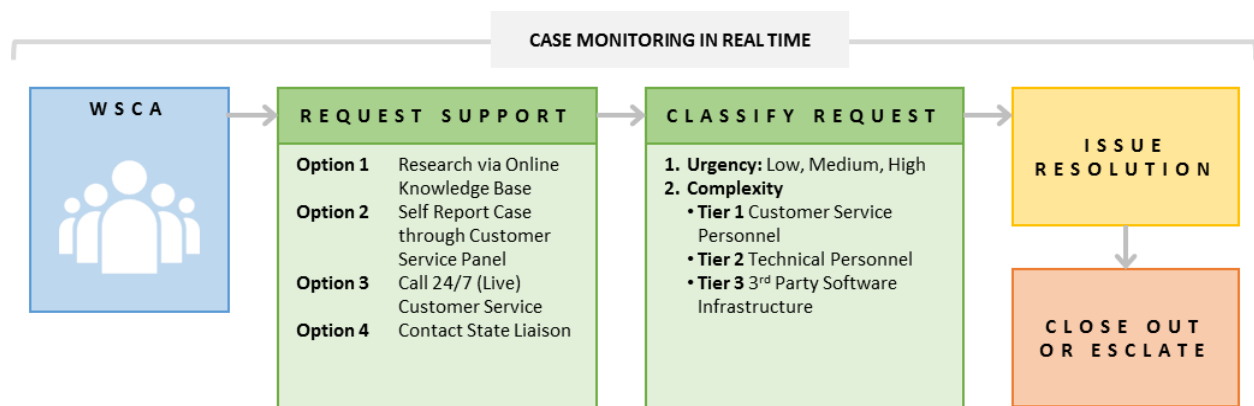 CASE MONITORING IN REAL TIME
WSCA
REQUEST SUPPORT
Option 1 Research via Online
Knowledge Base
Option 2 Self Report Case
through Customer
Service Panel
Option 3 Call 24/7 (Live)
Customer Service
Option 4 Contact State Liaison
CLASSIFY REQUEST
1. Urgency: Low, Medium, High
2. Complexity
• Tier 1 Customer Service
Personnel
• Tier 2 Technical Personnel
• Tier 3 3rd Party Software
Infrastructure
ISSUE
RESOLUTION
CLOSE OUT
OR ESCLATE